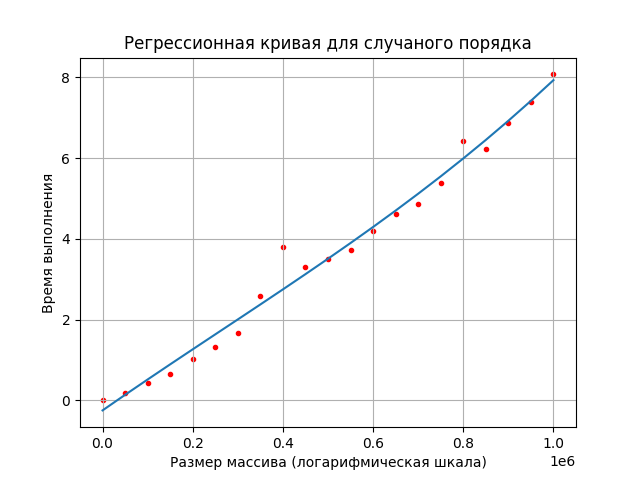 Регрессионная кривая для случаного порядка
8
6
4
2
0
Время выполнения
0.0 0.2 0.4 0.6 0.8 1.0
1e6
Размер массива (логарифмическая шкала)